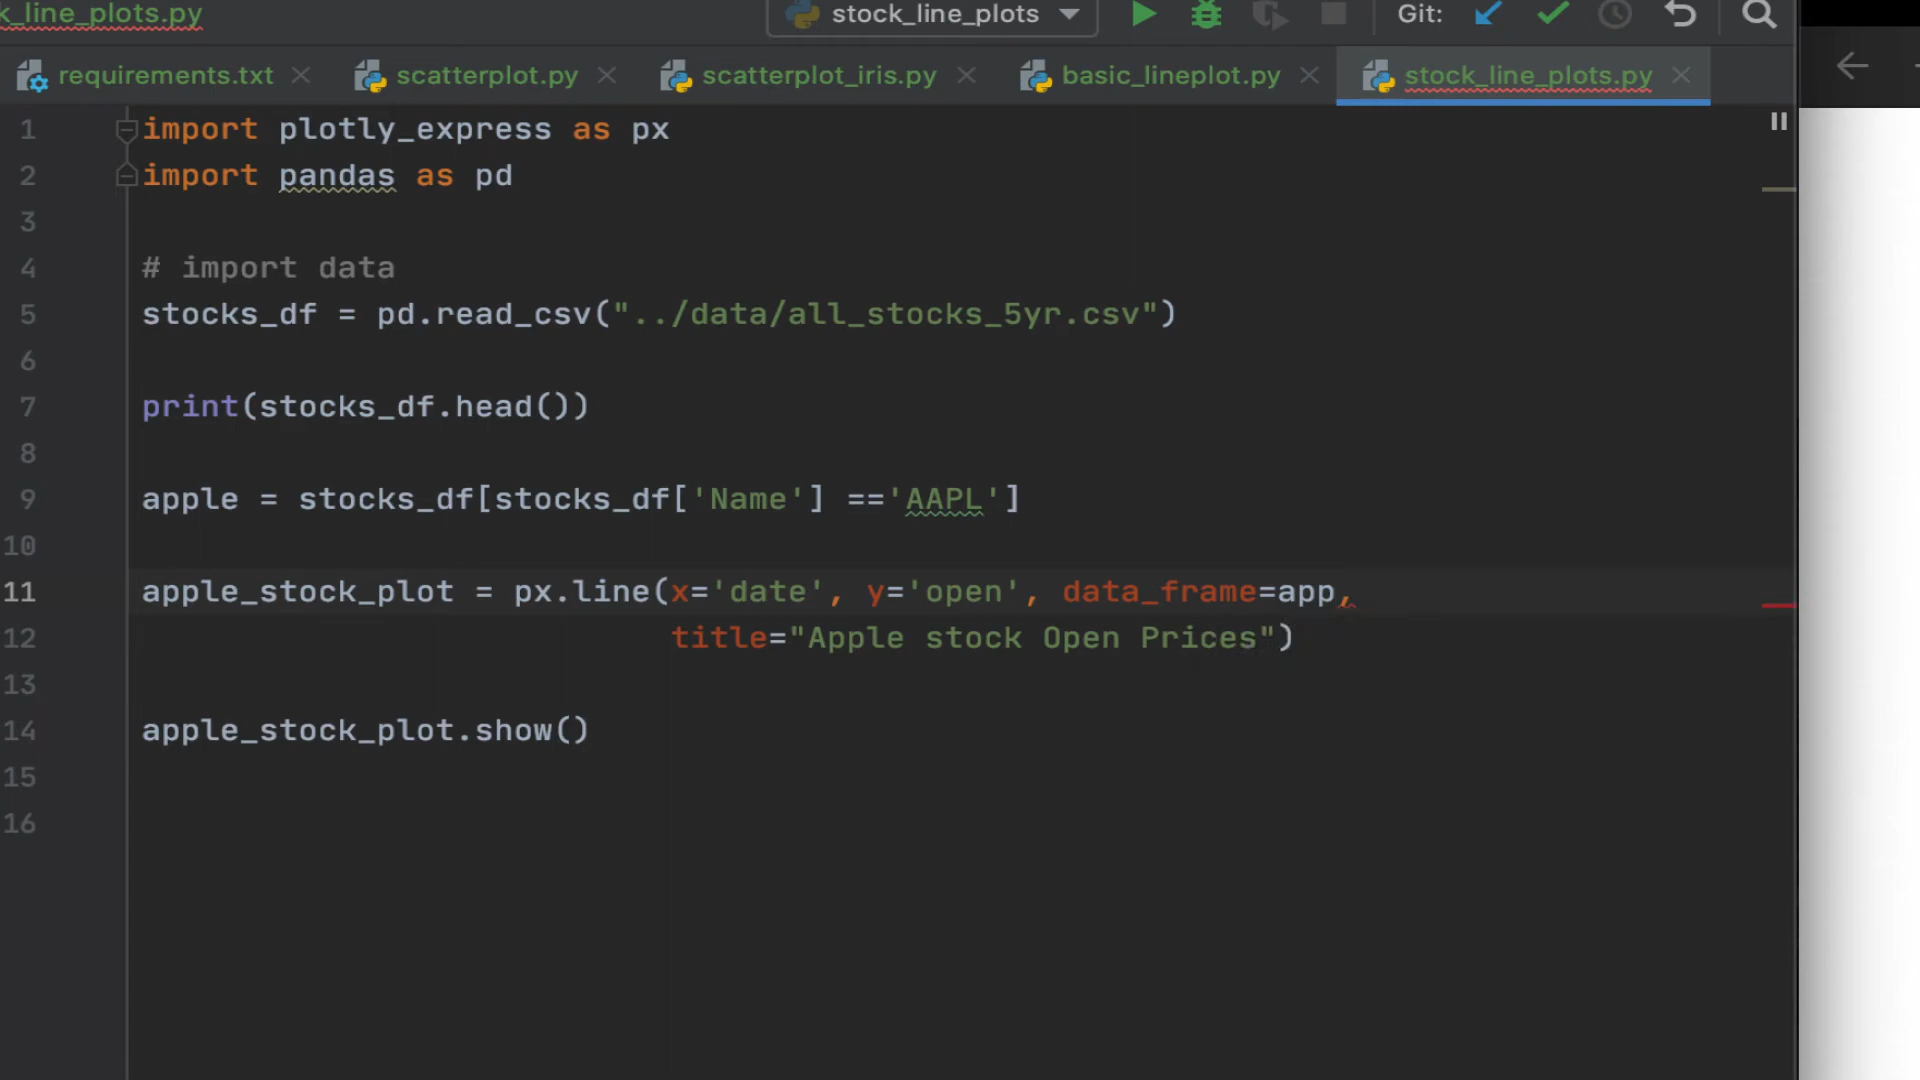 k_line_plots.py
stock_line_plots
Git:
requirements.txt
scatterplot.py
scatterplot_iris.py
basic_lineplot.py
stock_line_plots.py
1 import plotly_express as px
2 import pandas as pd
3
4 # import data
5 stocks_df = pd.read_csv("../data/all_stocks_5yr.csv")
6
7 print(stocks_df.head())
8
9 apple = stocks_df[stocks_df['Name'] =='AAPL']
10
11 apple_stock_plot = px.line(x='date', y='open', data_frame=app,
12 title="Apple stock Open Prices")
13
14 apple_stock_plot.show()
15
16